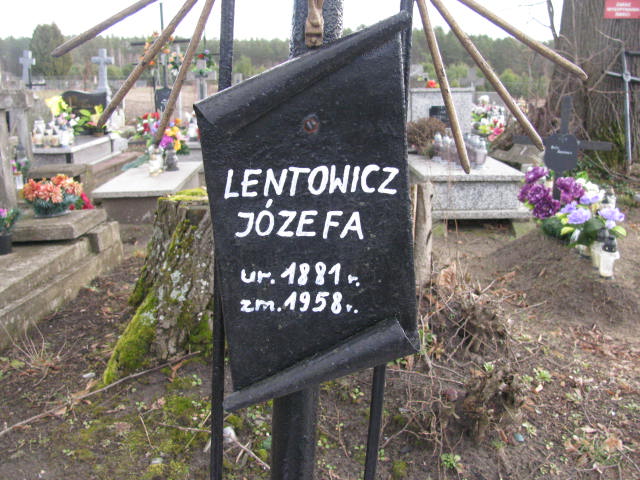 LENTOWICZ
JÓZEFA
ur. 1881 r.
zm. 1958 r.